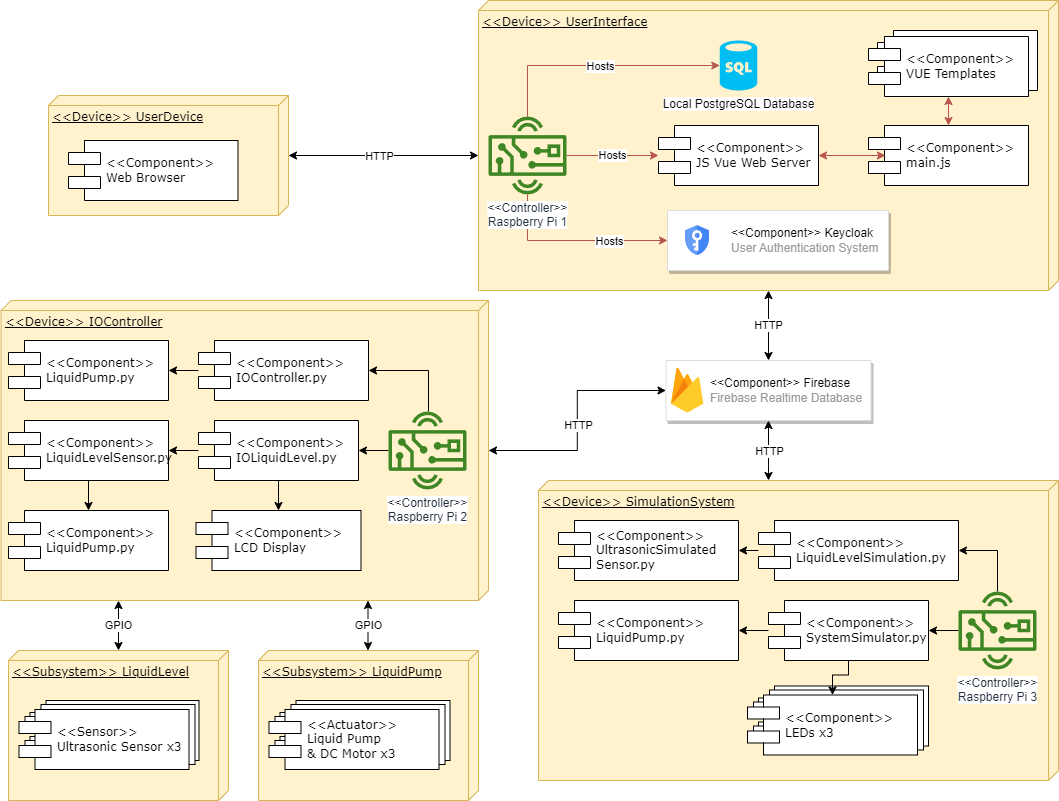 <<Device>> UserInterface
Hosts
SQL
Local PostgreSQL Database
<<Component>>
VUE Templates
<<Device>> UserDevice
<<Component>>
Web Browser
HTTP
Hosts
<<Component>>
JS Vue Web Server
<<Component>>
main.js
<<Controller>>
Raspberry Pi 1
Hosts
<<Component>> Keycloak
User Authentication System
HTTP
<<Device>> IOController
<<Component>>
LiquidPump.py
<<Component>>
IOController.py
<<Component>>
LiquidLevelSensor.py
<<Component>>
IOLiquidLevel.py
<<Controller>>
Raspberry Pi 2
<<Component>>
LiquidPump.py
<<Component>>
LCD Display
HTTP
<<Component>> Firebase
Firebase Realtime Database
HTTP
<<Device>> SimulationSystem
<<Component>>
UltrasonicSimulated
Sensor.py
<<Component>>
LiquidLevelSimulation.py
<<Component>>
LiquidPump.py
<<Component>>
SystemSimulator.py
<<Controller>>
Raspberry Pi 3
<<Component>>
LEDs x3
GPIO
GPIO
<<Subsystem>> LiquidLevel
<<Sensor>>
Ultrasonic Sensor x3
<<Subsystem>> LiquidPump
<<Actuator>>
Liquid Pump
& DC Motor x3